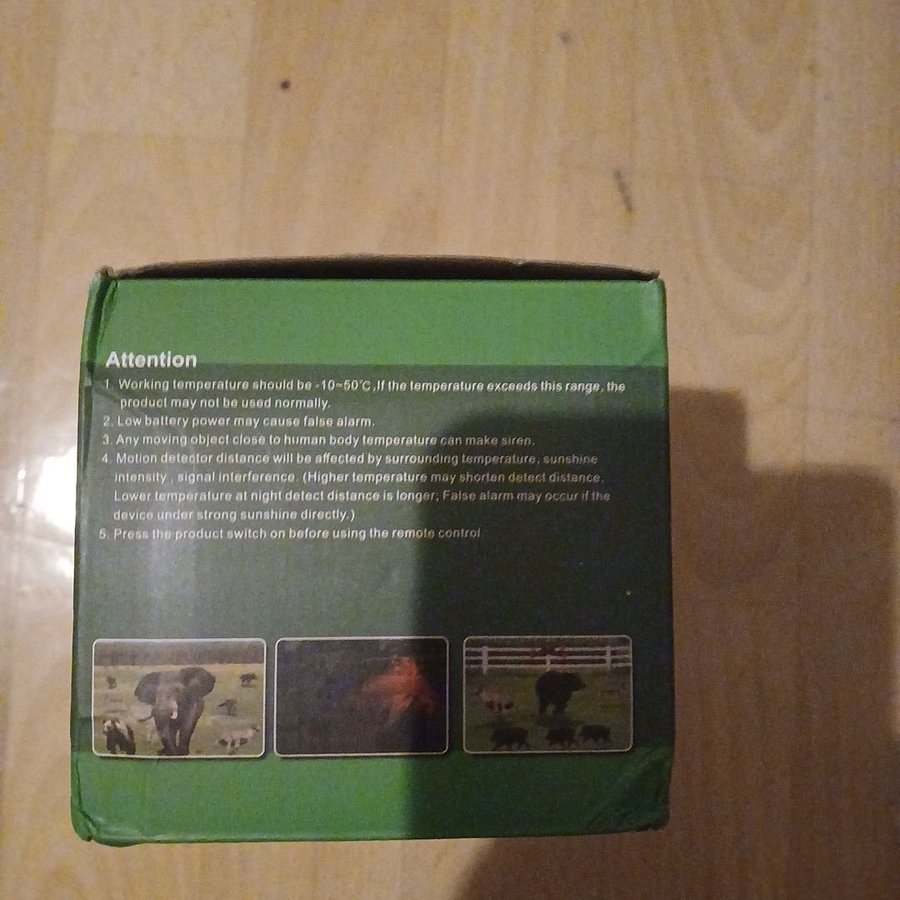 Attention
1. Working temperature should be -10~50℃,If the temperature exceeds this range, the
product may not be used normally.
2. Low battery power may cause false alarm.
3. Any moving object close to human body temperature can make siren.
4. Motion detector distance will be affected by surrounding temperature, sunshine
intensity , signal interference. (Higher temperature may shorten detect distance.
Lower temperature at night detect distance is longer; False alarm may occur if the
device under strong sunshine directly.)
5. Press the product switch on before using the remote control